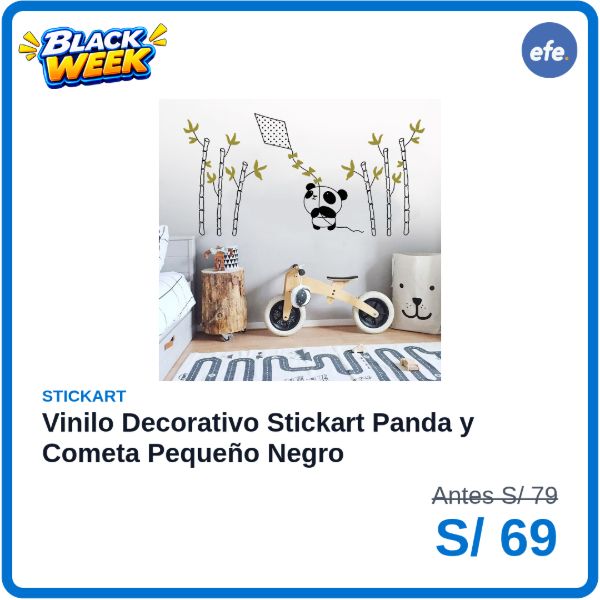 BLACK
WEEK
efe.
STICKART
Vinilo Decorativo Stickart Panda y
Cometa Pequeño Negro
Antes S/ 79
S/ 69